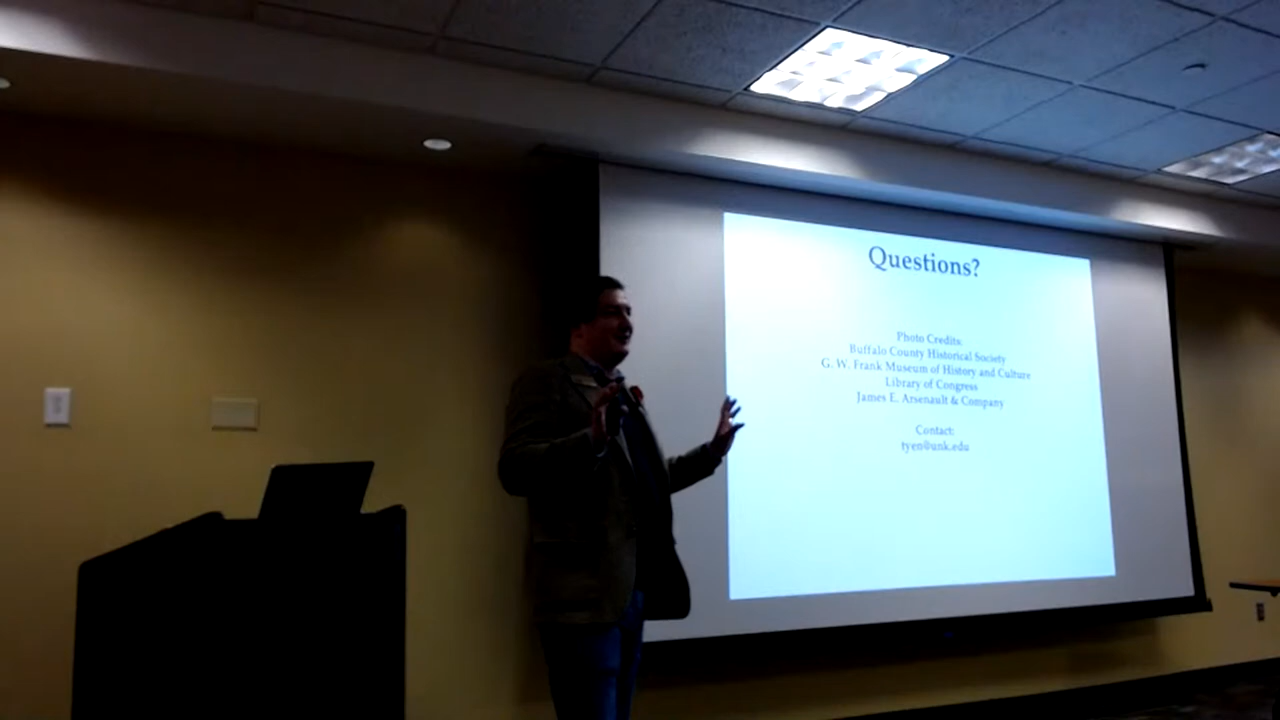 Questions?
Photo Credits:
Buffalo County Historical Society
G. W. Frank Museum of History and Culture
Library of Congress
James E. Arsenault & Company
Contact:
tyen@unk.edu